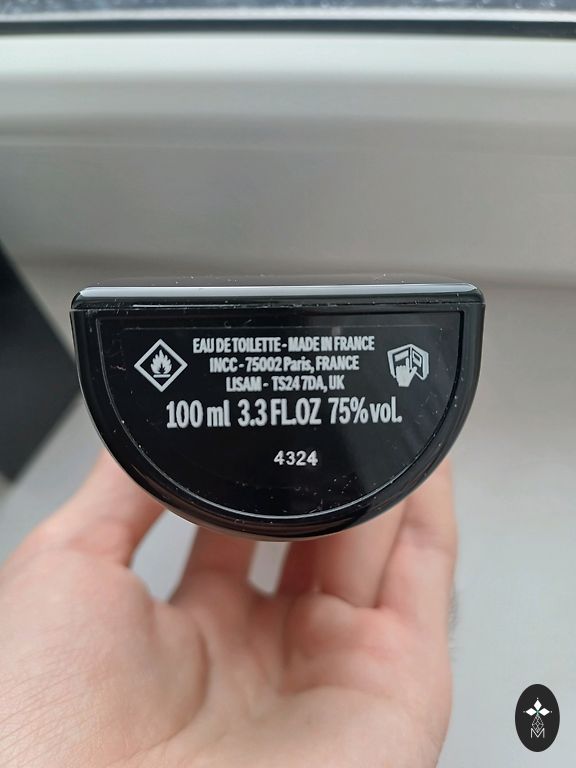 EAU DE TOILETTE - MADE IN FRANCE
INCC - 75002 Paris, FRANCE
LISAM - TS24 7DA, UK
100 ml 3.3 FL.OZ 75% vol.
4324
M